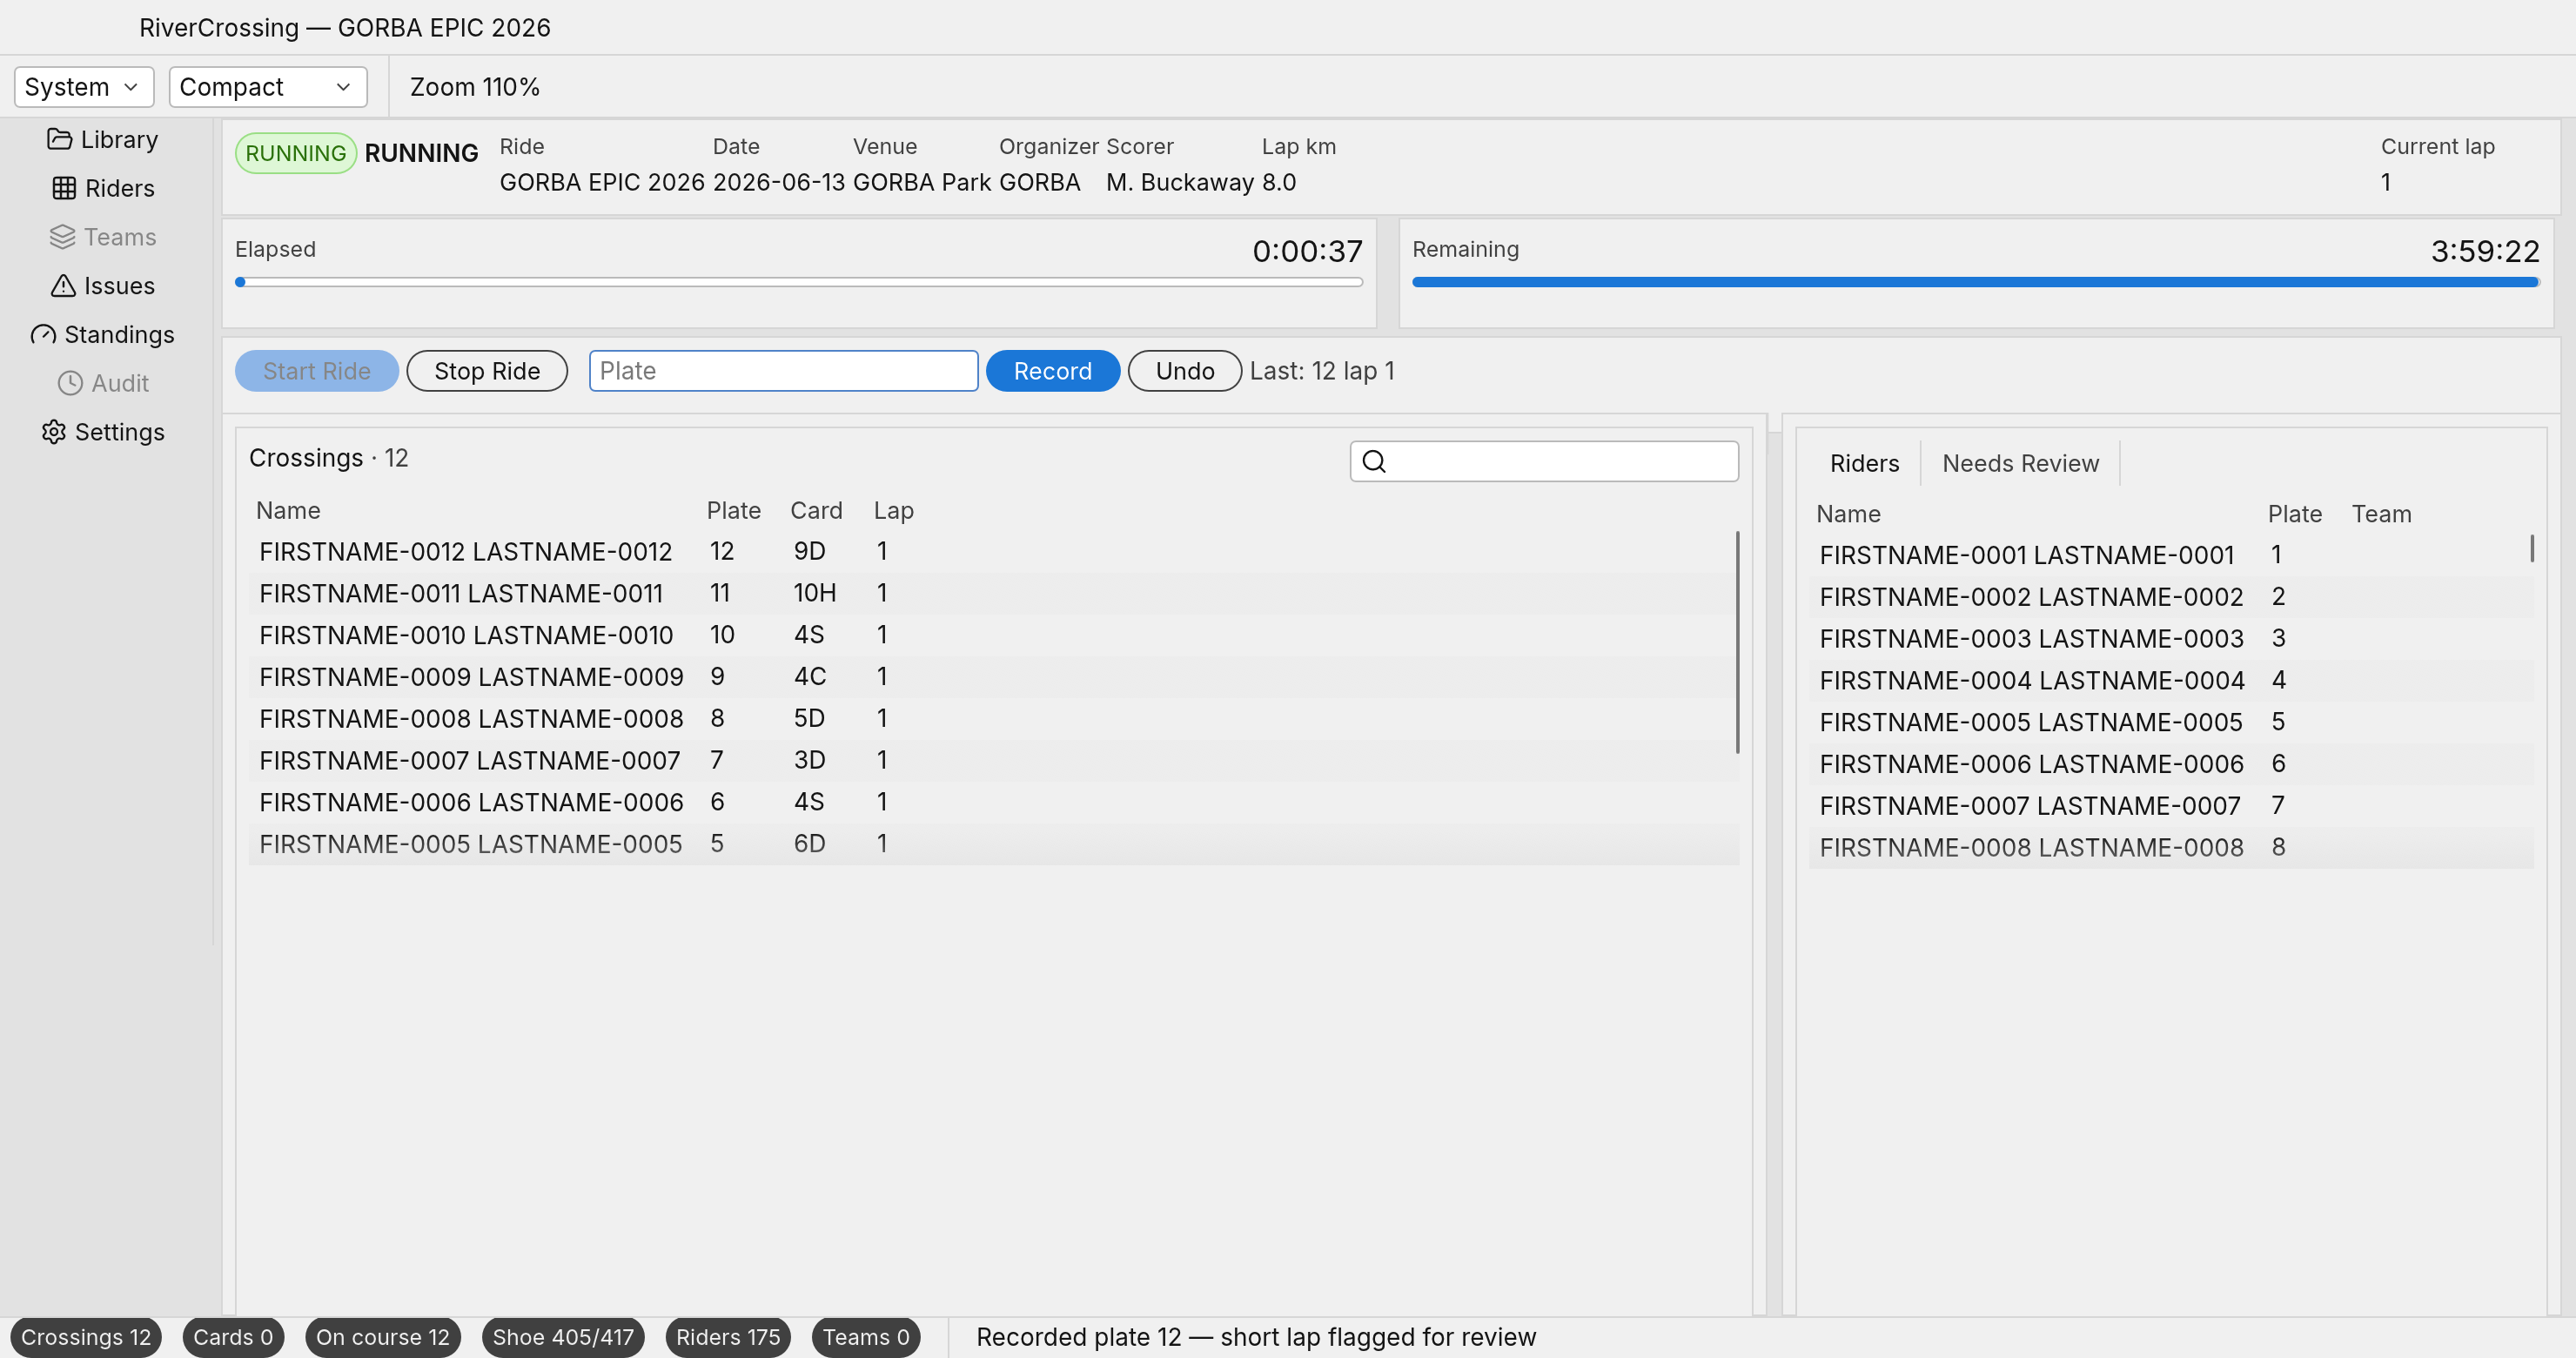 RiverCrossing — GORBA EPIC 2026
System Compact Zoom 110%
Library
Riders
Teams
Issues
Standings
Audit
Settings
RUNNING RUNNING
Ride Date Venue Organizer Scorer Lap km Current lap
GORBA EPIC 2026 2026-06-13 GORBA Park GORBA M. Buckaway 8.0 1
Elapsed 0:00:37
Remaining 3:59:22
Start Ride Stop Ride Plate Record Undo Last: 12 lap 1
Crossings · 12
Name Plate Card Lap
FIRSTNAME-0012 LASTNAME-0012 12 9D 1
FIRSTNAME-0011 LASTNAME-0011 11 10H 1
FIRSTNAME-0010 LASTNAME-0010 10 4S 1
FIRSTNAME-0009 LASTNAME-0009 9 4C 1
FIRSTNAME-0008 LASTNAME-0008 8 5D 1
FIRSTNAME-0007 LASTNAME-0007 7 3D 1
FIRSTNAME-0006 LASTNAME-0006 6 4S 1
FIRSTNAME-0005 LASTNAME-0005 5 6D 1
Riders Needs Review
Name Plate Team
FIRSTNAME-0001 LASTNAME-0001 1
FIRSTNAME-0002 LASTNAME-0002 2
FIRSTNAME-0003 LASTNAME-0003 3
FIRSTNAME-0004 LASTNAME-0004 4
FIRSTNAME-0005 LASTNAME-0005 5
FIRSTNAME-0006 LASTNAME-0006 6
FIRSTNAME-0007 LASTNAME-0007 7
FIRSTNAME-0008 LASTNAME-0008 8
Crossings 12 Cards 0 On course 12 Shoe 405/417 Riders 175 Teams 0 Recorded plate 12 — short lap flagged for review